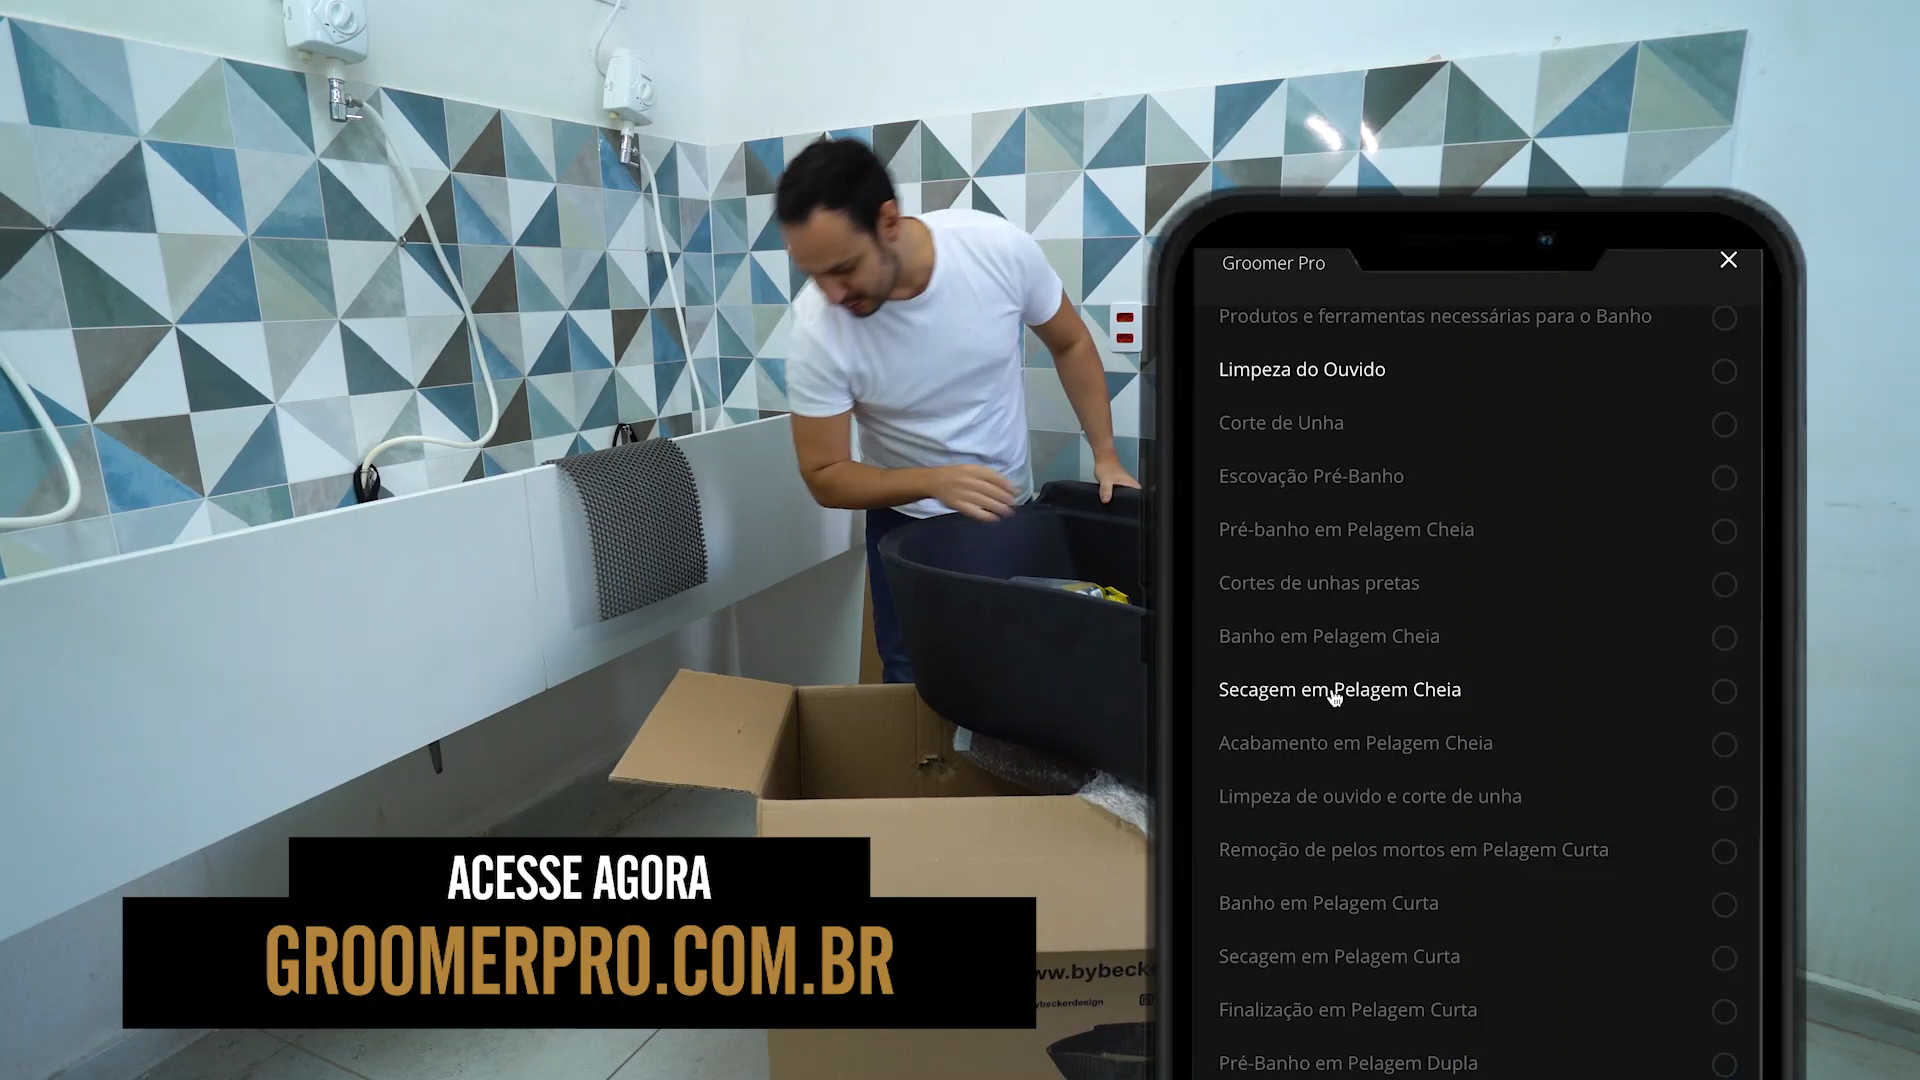 Groomer Pro
Produtos e ferramentas necessárias para o Banho
Limpeza do Ouvido
Corte de Unha
Escovação Pré-Banho
Pré-banho em Pelagem Cheia
Cortes de unhas pretas
Banho em Pelagem Cheia
Secagem em Pelagem Cheia
Acabamento em Pelagem Cheia
Limpeza de ouvido e corte de unha
Remoção de pelos mortos em Pelagem Curta
Banho em Pelagem Curta
Secagem em Pelagem Curta
Finalização em Pelagem Curta
Pré-Banho em Pelagem Dupla
ACESSE AGORA
GROOMERPRO.COM.BR